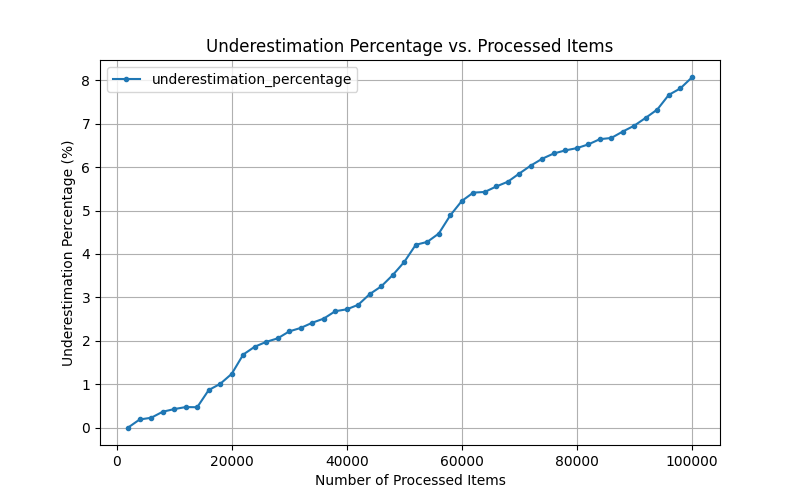 Underestimation Percentage vs. Processed Items
underestimation_percentage
Underestimation Percentage (%)
8
7
6
5
4
3
2
1
0
0 20000 40000 60000 80000 100000
Number of Processed Items